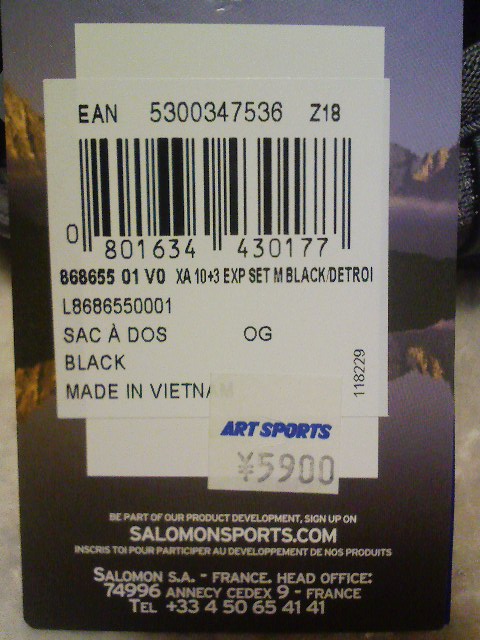 EAN 5300347536 Z18
0 801634 430177
868655 01 V0 XA 10+3 EXP SET M BLACK/DETROI
L8686550001
SAC À DOS OG
BLACK
MADE IN VIETNAM
118229
ART SPORTS
¥5900
BE PART OF OUR PRODUCT DEVELOPMENT, SIGN UP ON
SALOMONSPORTS.COM
INSCRIS TOI POUR PARTICIPER AU DEVELOPPEMENT DE NOS PRODUITS
SALOMON S.A. - FRANCE. HEAD OFFICE:
74996 ANNECY CEDEX 9 - FRANCE
TEL +33 4 50 65 41 41